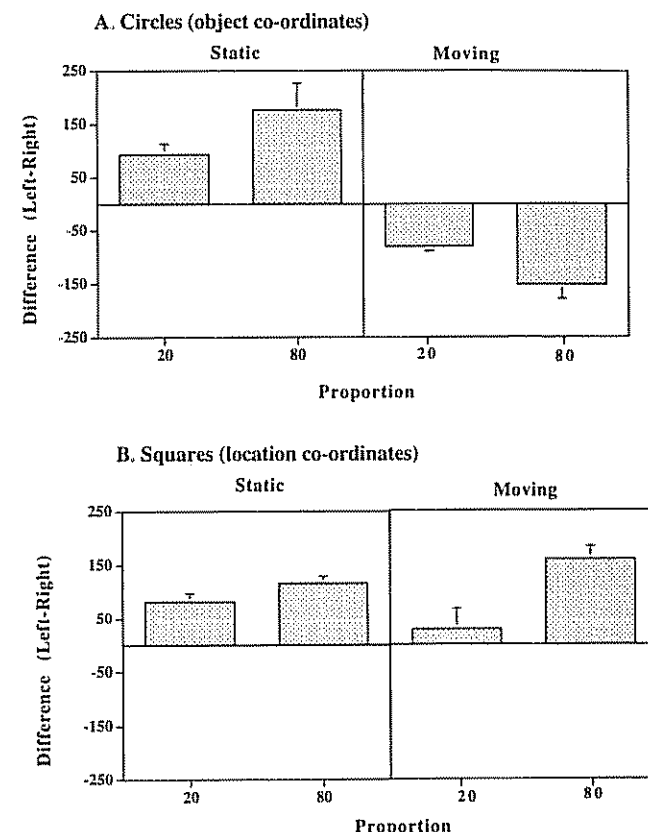 A. Circles (object co-ordinates)
Static Moving
250
150
50
-50
-150
-250
Difference (Left-Right)
20 80 20 80
Proportion
B. Squares (location co-ordinates)
Static Moving
250
150
50
-50
-150
-250
Difference (Left-Right)
20 80 20 80
Proportion